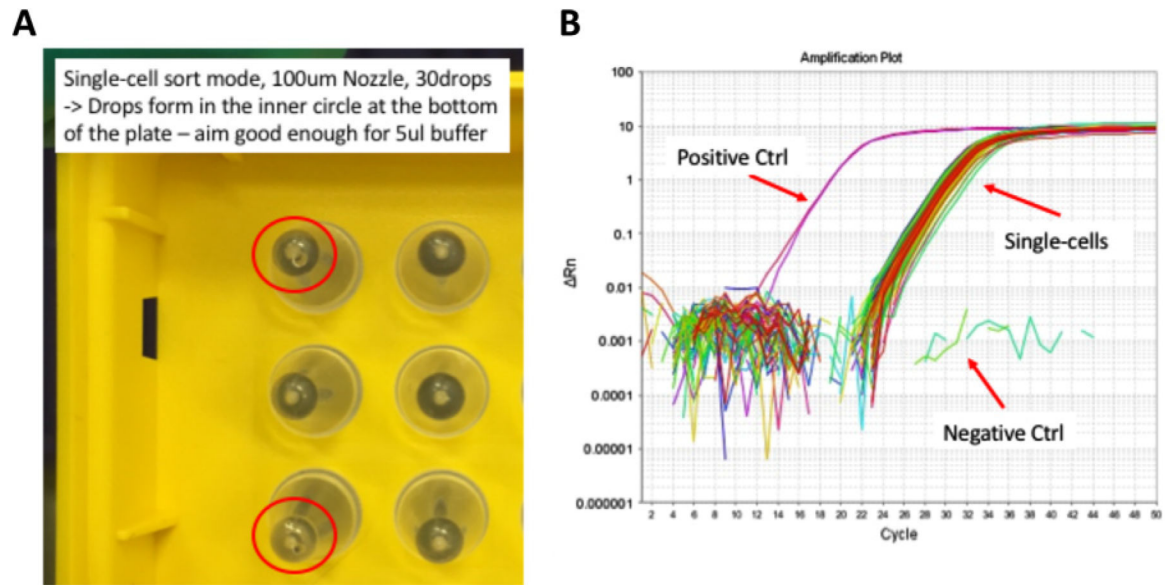 A
B
Single-cell sort mode, 100um Nozzle, 30drops
-> Drops form in the inner circle at the bottom
of the plate – aim good enough for 5ul buffer
Amplification Plot
100
10
1
0.1
0.01
0.001
0.0001
0.00001
0.000001
ΔRn
Positive Ctrl
Single-cells
Negative Ctrl
2 4 6 8 10 12 14 16 18 20 22 24 26 28 30 32 34 36 38 40 42 44 46 48 50
Cycle